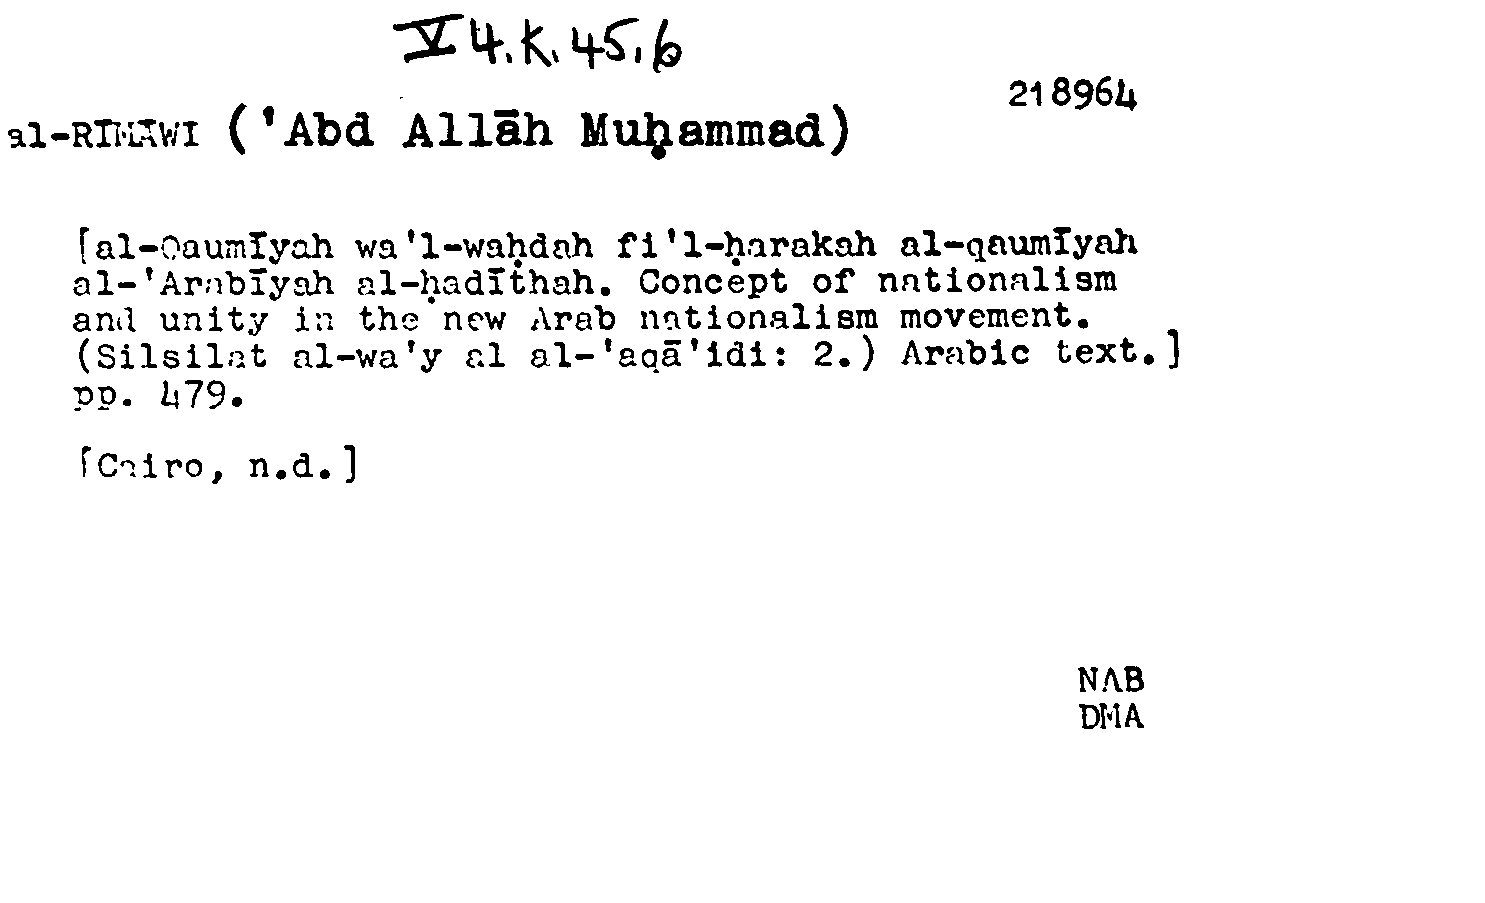 V 4.K.45.6
218964
al-RĪMĀWI ('Abd Allāh Muḥammad)
[al-Qaumīyah wa'l-waḥdah fi'l-ḥarakah al-qaumīyah
al-'Arabīyah al-ḥadīthah. Concept of nationalism
and unity in the new Arab nationalism movement.
(Silsilat al-wa'y al al-'aqā'idi: 2.) Arabic text.]
pp. 479.
[Cairo, n.d.]
NAB
DMA